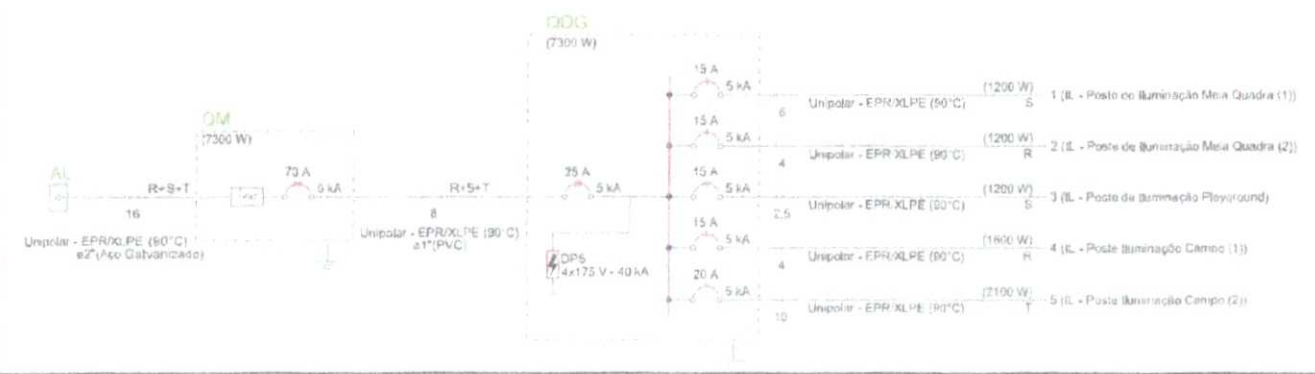 QDG
(7300 W)
QM
(7300 W)
AL
R+S+T
16
Unipolar - EPR/XLPE (90°C)
ø2"(Aço Galvanizado)
70 A
5 kA
R+S+T
8
Unipolar - EPR/XLPE (90°C)
ø1"(PVC)
25 A
5 kA
DPS
4x175 V - 40 kA
15 A
5 kA
6
Unipolar - EPR/XLPE (90°C)
(1200 W)
S
1 (IL - Poste de Iluminação Meia Quadra (1))
15 A
5 kA
4
Unipolar - EPR/XLPE (90°C)
(1200 W)
R
2 (IL - Poste de Iluminação Meia Quadra (2))
15 A
5 kA
2.5
Unipolar - EPR/XLPE (90°C)
(1200 W)
S
3 (IL - Poste de Iluminação Playground)
15 A
5 kA
4
Unipolar - EPR/XLPE (90°C)
(1600 W)
R
4 (IL - Poste Iluminação Campo (1))
20 A
5 kA
10
Unipolar - EPR/XLPE (90°C)
(2100 W)
T
5 (IL - Poste Iluminação Campo (2))